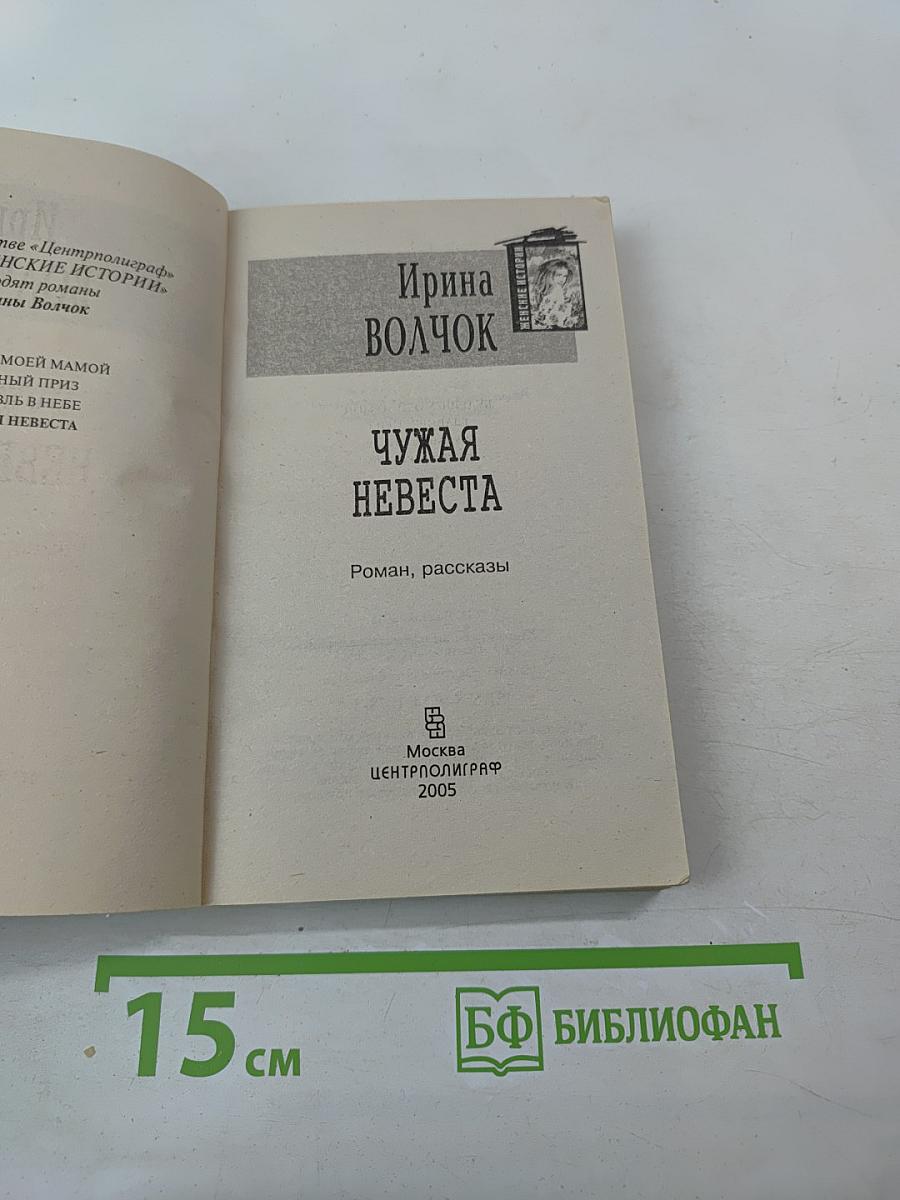 тве «Центрполиграф»
НСКИЕ ИСТОРИИ»
одят романы
ны Волчок
МОЕЙ МАМОЙ
НЫЙ ПРИЗ
ВЛЬ В НЕБЕ
НЕВЕСТА
Ирина
ВОЛЧОК
ЖЕНСКИЕ ИСТОРИИ
ЧУЖАЯ
НЕВЕСТА
Роман, рассказы
Москва
ЦЕНТРПОЛИГРАФ
2005
15 см
БФ БИБЛИОФАН